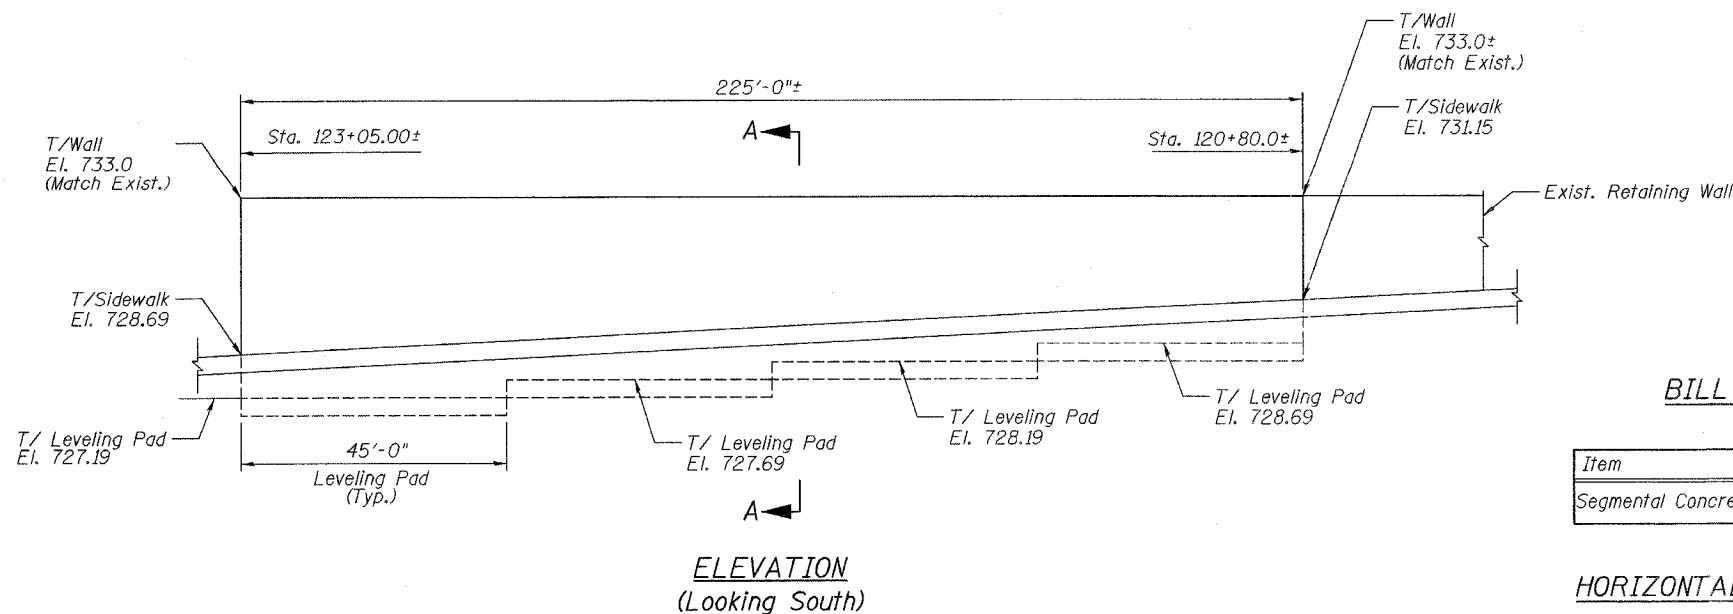 T/Wall
El. 733.0±
(Match Exist.)
225'-0"±
T/Sidewalk
El. 731.15
A
T/Wall
El. 733.0
(Match Exist.)
Sta. 123+05.00±
Sta. 120+80.0±
Exist. Retaining Wall
T/Sidewalk
El. 728.69
T/ Leveling Pad
El. 727.19
45'-0"
Leveling Pad
(Typ.)
T/ Leveling Pad
El. 727.69
T/ Leveling Pad
El. 728.19
T/ Leveling Pad
El. 728.69
A
ELEVATION
(Looking South)
BILL
Item
Segmental Concre
HORIZONTA